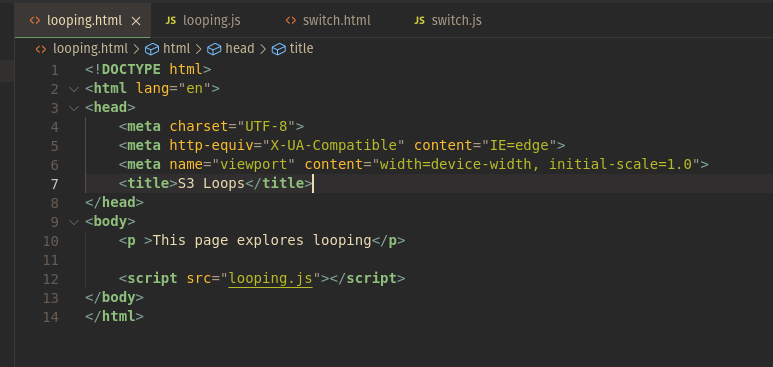 looping.html × JS looping.js switch.html JS switch.js
looping.html > html > head > title
1 <!DOCTYPE html>
2 <html lang="en">
3 <head>
4 <meta charset="UTF-8">
5 <meta http-equiv="X-UA-Compatible" content="IE=edge">
6 <meta name="viewport" content="width=device-width, initial-scale=1.0">
7 <title>S3 Loops</title>
8 </head>
9 <body>
10 <p >This page explores looping</p>
11
12 <script src="looping.js"></script>
13 </body>
14 </html>